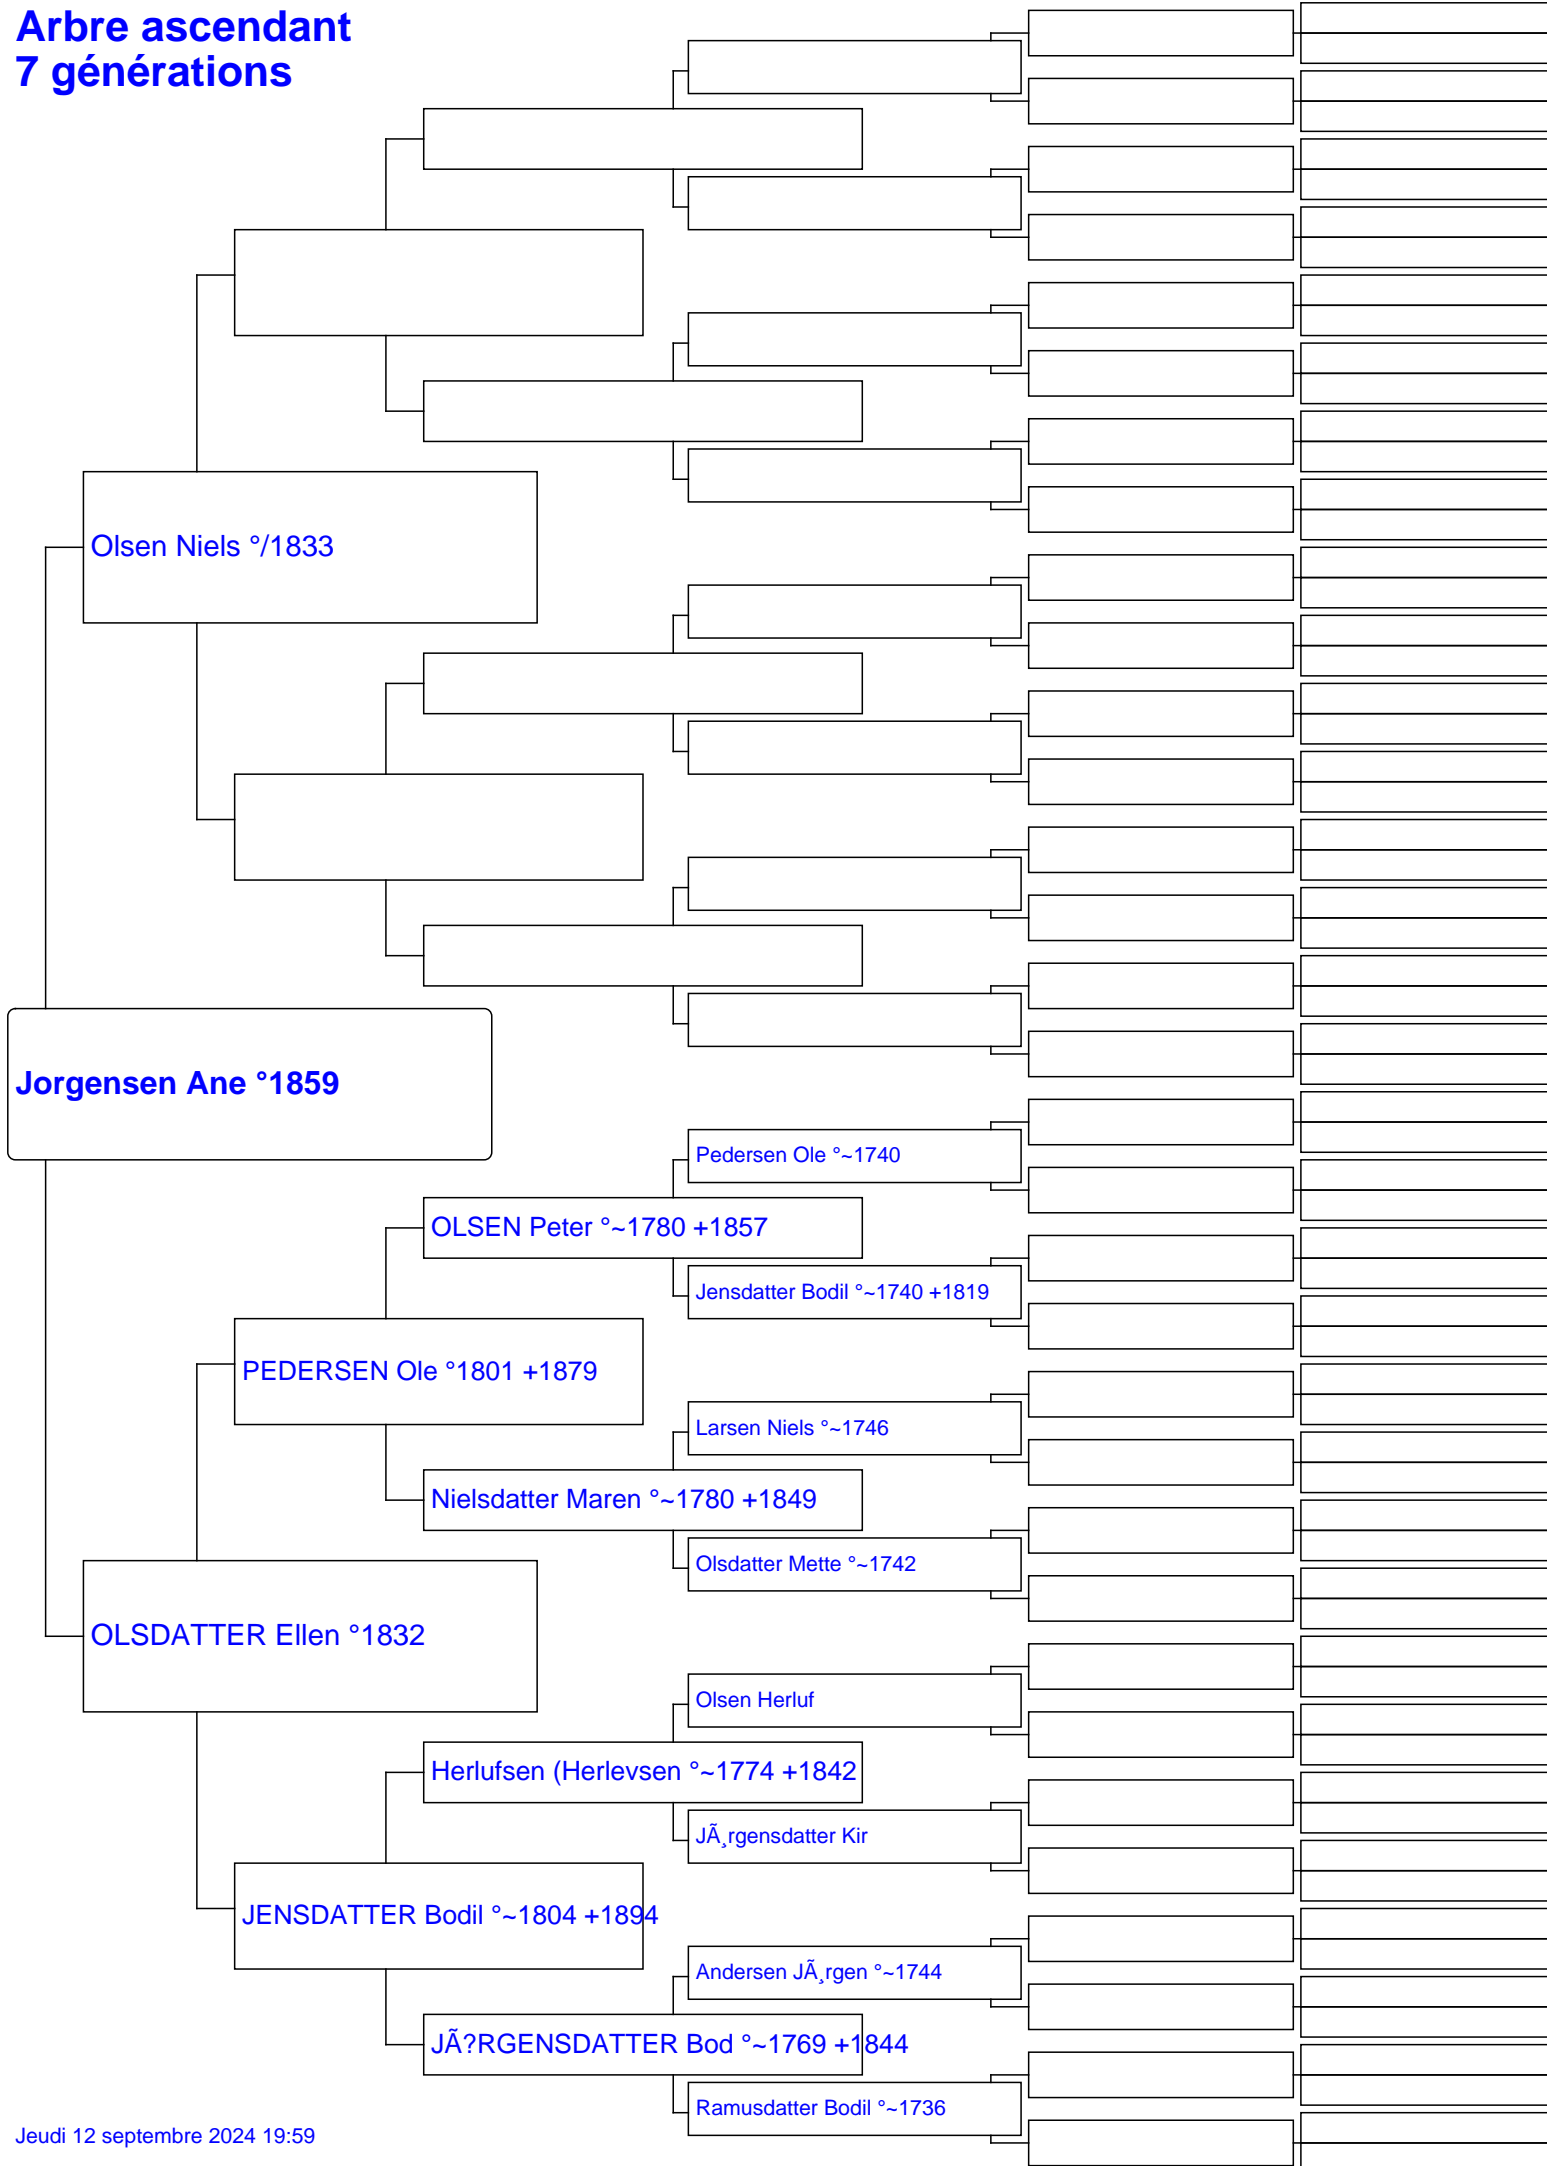 Arbre ascendant
7 générations
Olsen Niels °/1833
Jorgensen Ane °1859
Pedersen Ole °~1740
OLSEN Peter °~1780 +1857
Jensdatter Bodil °~1740 +1819
PEDERSEN Ole °1801 +1879
Larsen Niels °~1746
Nielsdatter Maren °~1780 +1849
Olsdatter Mette °~1742
OLSDATTER Ellen °1832
Olsen Herluf
Herlufsen (Herlevsen °~1774 +1842
JÃ¸rgensdatter Kir
JENSDATTER Bodil °~1804 +1894
Andersen JÃ¸rgen °~1744
JÃ?RGENSDATTER Bod °~1769 +1844
Ramusdatter Bodil °~1736
Jeudi 12 septembre 2024 19:59